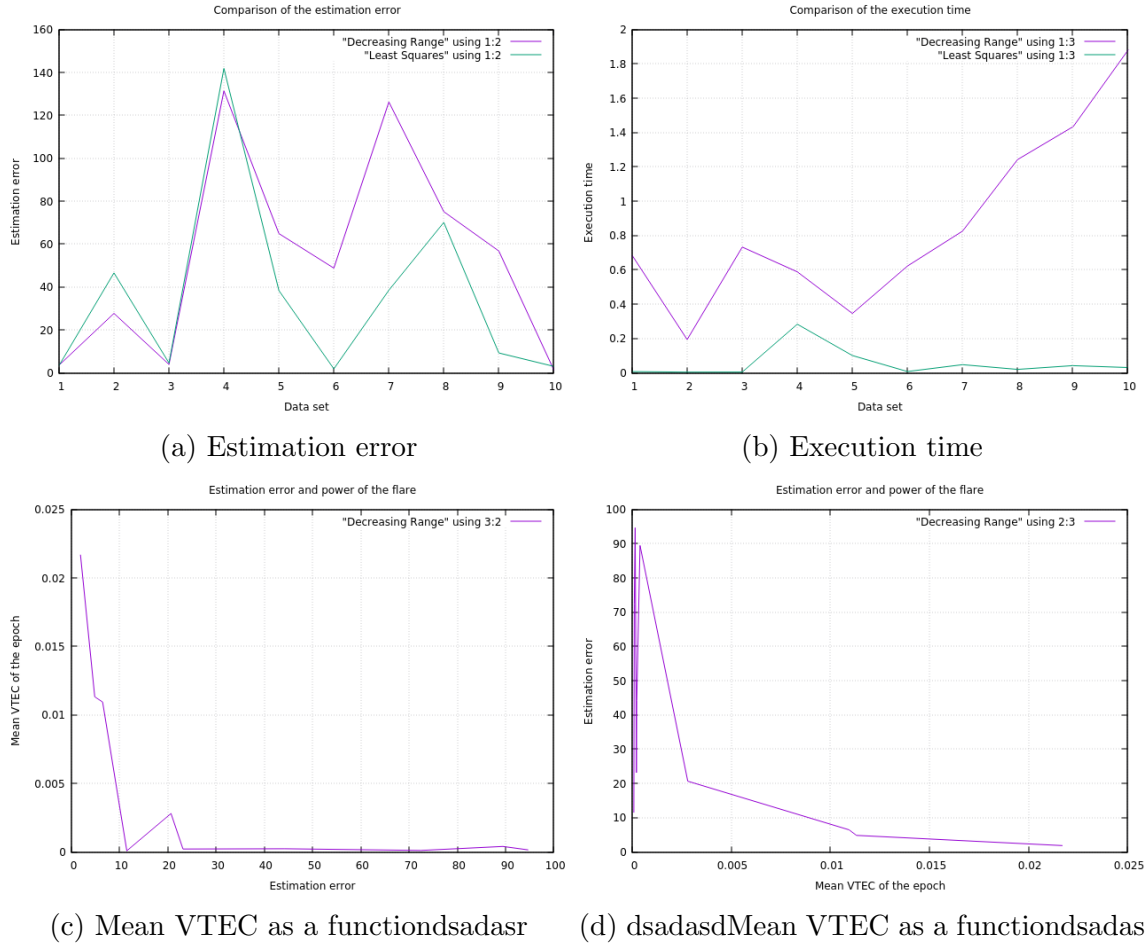 Comparison of the estimation error
"Decreasing Range" using 1:2
"Least Squares" using 1:2
160
140
120
100
80
60
40
20
0
Estimation error
1 2 3 4 5 6 7 8 9 10
Data set
(a) Estimation error
Comparison of the execution time
"Decreasing Range" using 1:3
"Least Squares" using 1:3
2
1.8
1.6
1.4
1.2
1
0.8
0.6
0.4
0.2
0
Execution time
1 2 3 4 5 6 7 8 9 10
Data set
(b) Execution time
Estimation error and power of the flare
"Decreasing Range" using 3:2
0.025
0.02
0.015
0.01
0.005
0
Mean VTEC of the epoch
0 10 20 30 40 50 60 70 80 90 100
Estimation error
(c) Mean VTEC as a functiondsadasr
Estimation error and power of the flare
"Decreasing Range" using 2:3
100
90
80
70
60
50
40
30
20
10
0
Estimation error
0 0.005 0.01 0.015 0.02 0.025
Mean VTEC of the epoch
(d) dsadasdMean VTEC as a functiondsadas